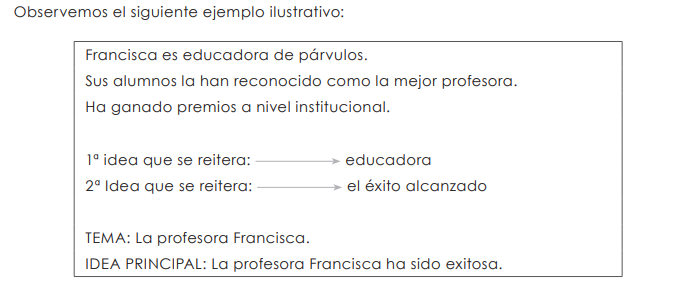 Observemos el siguiente ejemplo ilustrativo:
Francisca es educadora de párvulos.
Sus alumnos la han reconocido como la mejor profesora.
Ha ganado premios a nivel institucional.
1ª idea que se reitera: educadora
2ª Idea que se reitera: el éxito alcanzado
TEMA: La profesora Francisca.
IDEA PRINCIPAL: La profesora Francisca ha sido exitosa.